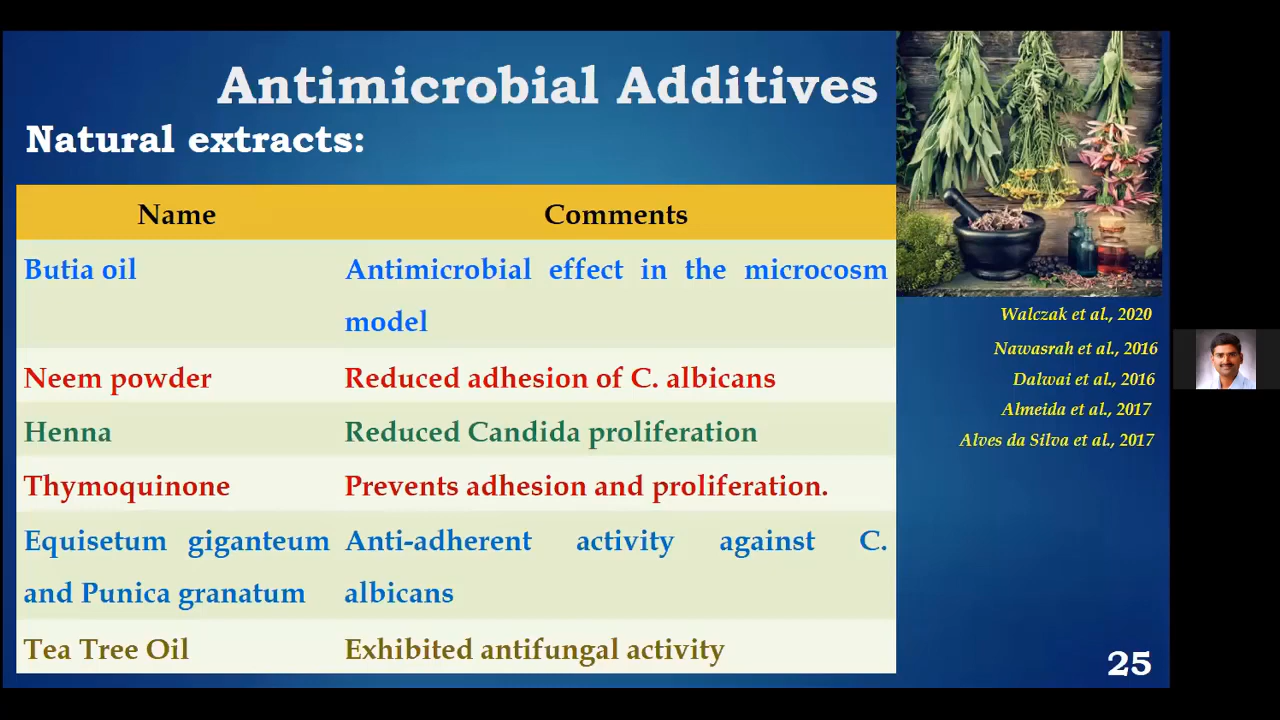 Antimicrobial Additives
Natural extracts:
Name Comments
Butia oil Antimicrobial effect in the microcosm
model
Neem powder Reduced adhesion of C. albicans
Henna Reduced Candida proliferation
Thymoquinone Prevents adhesion and proliferation.
Equisetum giganteum Anti-adherent activity against C.
and Punica granatum albicans
Tea Tree Oil Exhibited antifungal activity
Walczak et al., 2020
Nawasrah et al., 2016
Dalwai et al., 2016
Almeida et al., 2017
Alves da Silva et al., 2017
25